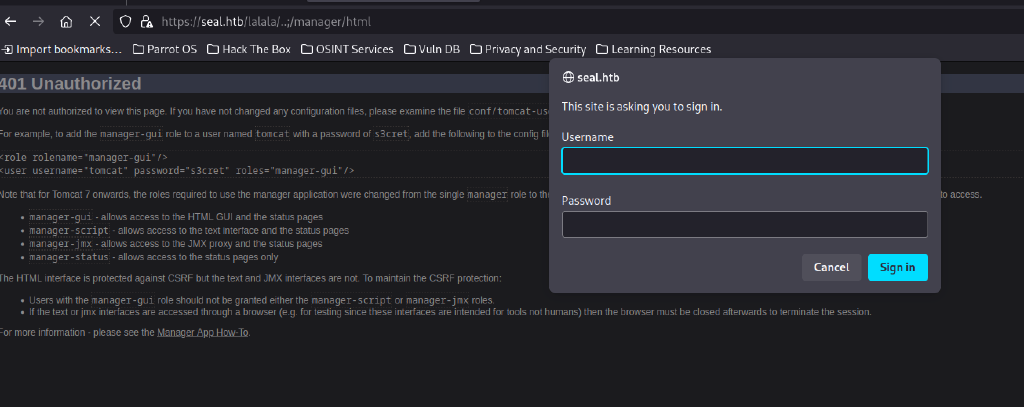 https://seal.htb/lalala/..;/manager/html
Import bookmarks... Parrot OS Hack The Box OSINT Services Vuln DB Privacy and Security Learning Resources
401 Unauthorized
You are not authorized to view this page. If you have not changed any configuration files, please examine the file conf/tomcat-use
For example, to add the manager-gui role to a user named tomcat with a password of s3cret, add the following to the config file
<role rolename="manager-gui"/>
<user username="tomcat" password="s3cret" roles="manager-gui"/>
Note that for Tomcat 7 onwards, the roles required to use the manager application were changed from the single manager role to the to access.
manager-gui - allows access to the HTML GUI and the status pages
manager-script - allows access to the text interface and the status pages
manager-jmx - allows access to the JMX proxy and the status pages
manager-status - allows access to the status pages only
The HTML interface is protected against CSRF but the text and JMX interfaces are not. To maintain the CSRF protection:
Users with the manager-gui role should not be granted either the manager-script or manager-jmx roles.
If the text or jmx interfaces are accessed through a browser (e.g. for testing since these interfaces are intended for tools not humans) then the browser must be closed afterwards to terminate the session.
For more information - please see the Manager App How-To.
seal.htb
This site is asking you to sign in.
Username
Password
Cancel Sign in